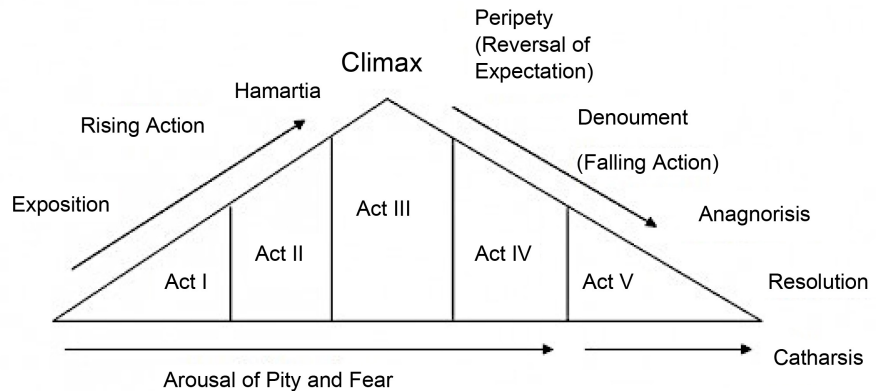 Peripety
(Reversal of
Expectation)
Climax
Hamartia
Rising Action
Denoument
(Falling Action)
Exposition
Anagnorisis
Act III
Act II
Act IV
Act I
Act V
Resolution
Catharsis
Arousal of Pity and Fear